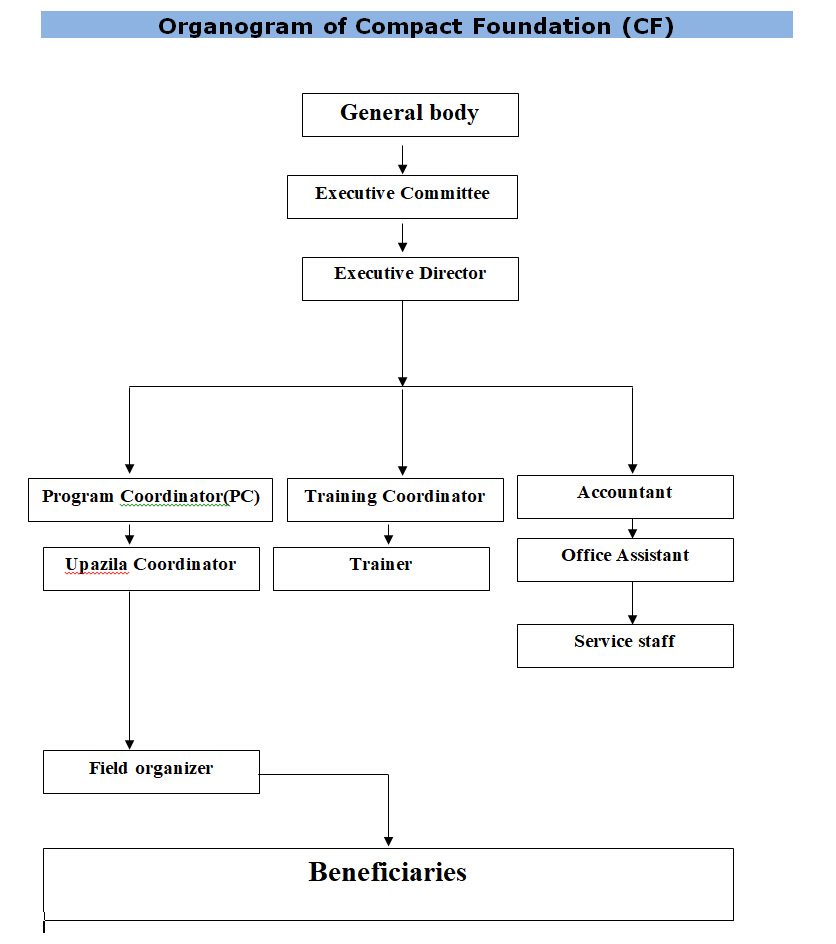 Organogram of Compact Foundation (CF)
General body
Executive Committee
Executive Director
Program Coordinator(PC)
Training Coordinator
Accountant
Upazila Coordinator
Trainer
Office Assistant
Service staff
Field organizer
Beneficiaries